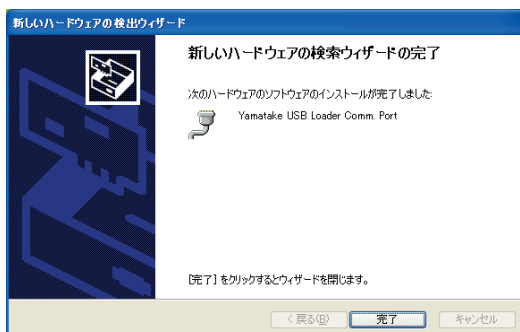 新しいハードウェアの検出ウィザード
新しいハードウェアの検索ウィザードの完了
次のハードウェアのソフトウェアのインストールが完了しました:
Yamatake USB Loader Comm. Port
[完了] をクリックするとウィザードを閉じます。
< 戻る(B)
完了
キャンセル